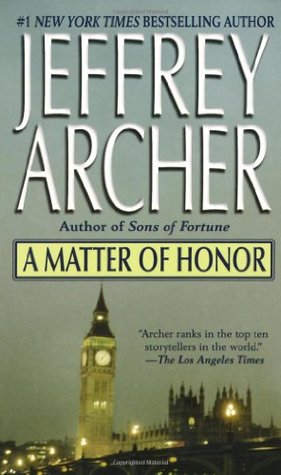 #1 NEW YORK TIMES BESTSELLING AUTHOR
JEFFREY
ARCHER
Author of Sons of Fortune
A MATTER OF HONOR
"Archer ranks in the top ten
storytellers in the world."
—The Los Angeles Times